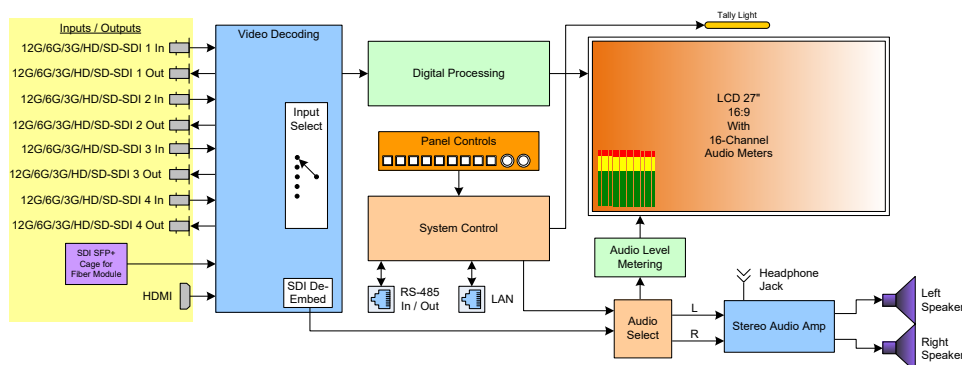 Inputs / Outputs
12G/6G/3G/HD/SD-SDI 1 In
12G/6G/3G/HD/SD-SDI 1 Out
12G/6G/3G/HD/SD-SDI 2 In
12G/6G/3G/HD/SD-SDI 2 Out
12G/6G/3G/HD/SD-SDI 3 In
12G/6G/3G/HD/SD-SDI 3 Out
12G/6G/3G/HD/SD-SDI 4 In
12G/6G/3G/HD/SD-SDI 4 Out
SDI SFP+
Cage for
Fiber Module
HDMI
Video Decoding
Input
Select
SDI De-
Embed
Digital Processing
Panel Controls
System Control
RS-485
In / Out
LAN
Tally Light
LCD 27"
16:9
With
16-Channel
Audio Meters
Audio Level
Metering
Audio
Select
L
R
Headphone
Jack
Stereo Audio Amp
Left
Speaker
Right
Speaker